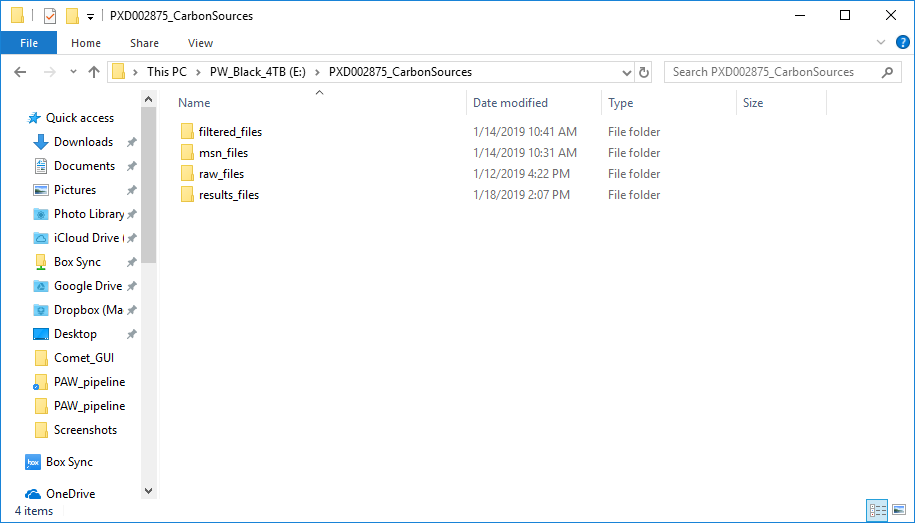 PXD002875_CarbonSources
File Home Share View
This PC PW_Black_4TB (E:) PXD002875_CarbonSources Search PXD002875_CarbonSources
Name Date modified Type Size
Quick access
Downloads
Documents
Pictures
Photo Library
iCloud Drive (
Box Sync
Google Drive
Dropbox (Ma
Desktop
Comet_GUI
PAW_pipeline
PAW_pipeline
Screenshots
box Box Sync
OneDrive
filtered_files 1/14/2019 10:41 AM File folder
msn_files 1/14/2019 10:31 AM File folder
raw_files 1/12/2019 4:22 PM File folder
results_files 1/18/2019 2:07 PM File folder
4 items